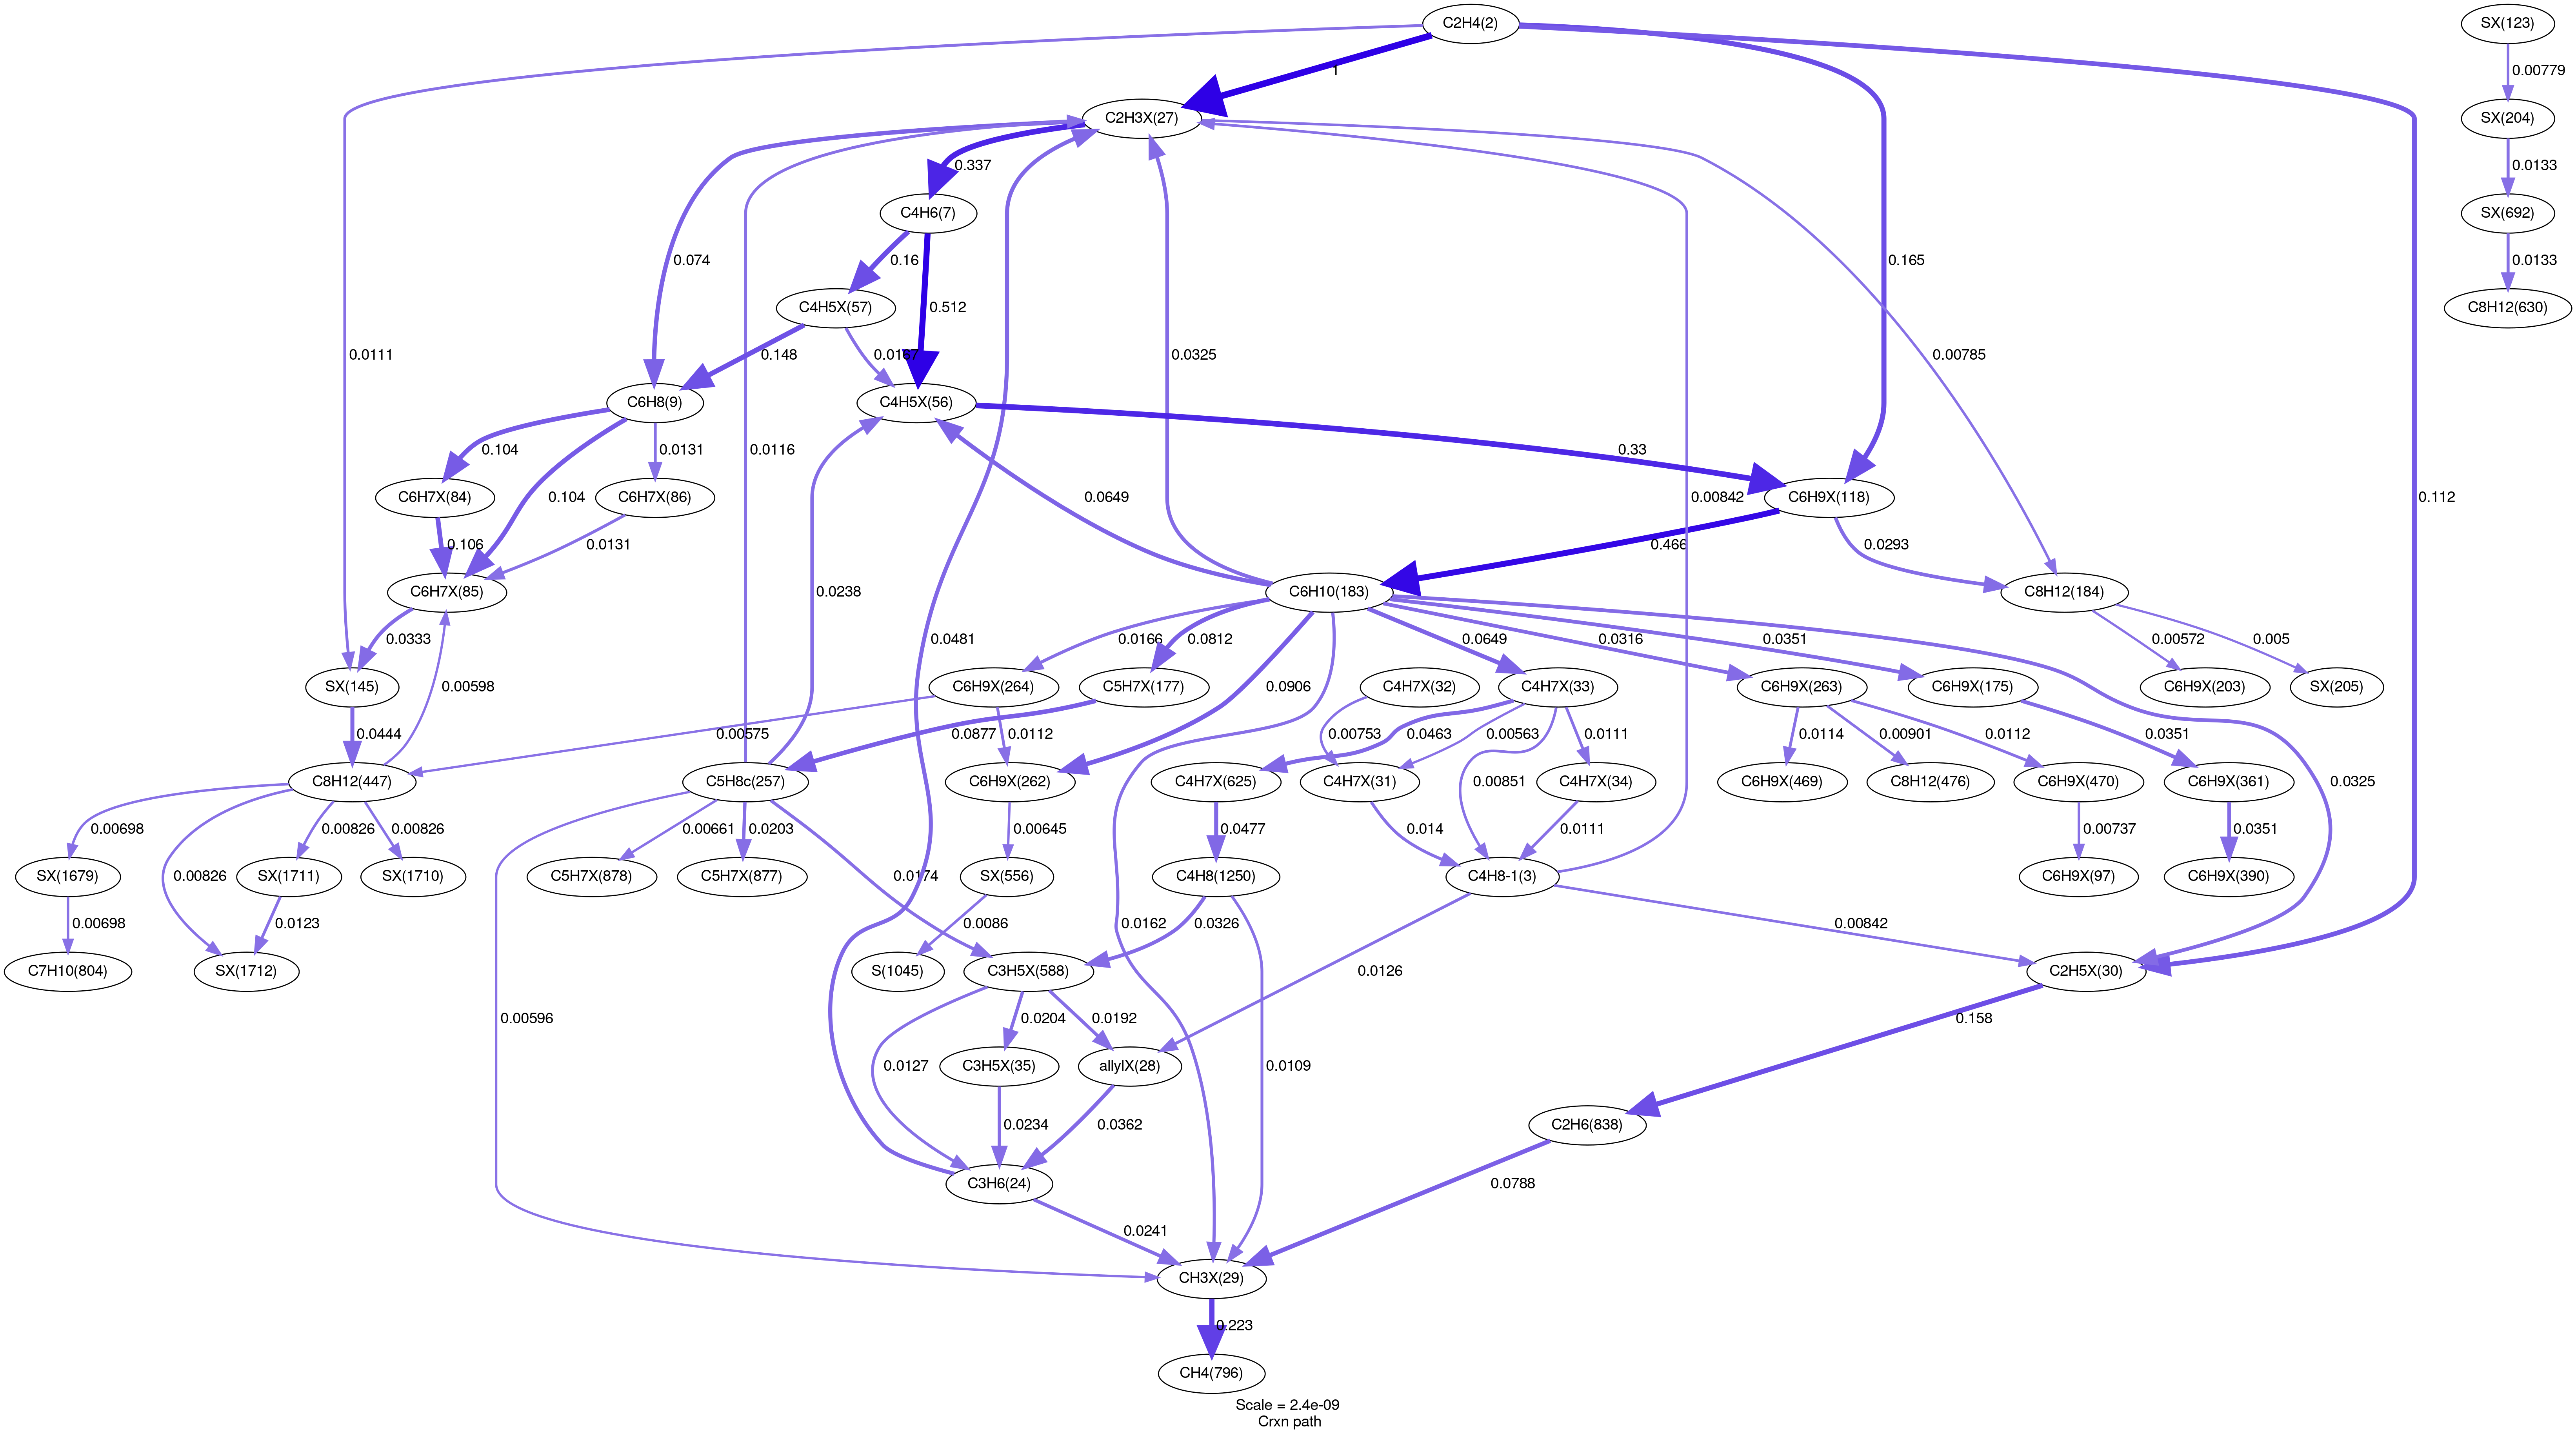 C2H4(2)
SX(123)
1
0.00779
C2H3X(27)
SX(204)
0.337
0.0133
C4H6(7)
SX(692)
0.074
0.16
0.165
0.0133
C4H5X(57)
0.512
C8H12(630)
0.0111
0.148
0.0167
0.0325
0.00785
C6H8(9)
C4H5X(56)
0.104
0.0131
0.0116
0.33
C6H7X(84)
0.104
C6H7X(86)
0.0649
0.00842
C6H9X(118)
0.112
0.106
0.0131
0.466
0.0293
C6H7X(85)
0.0238
C6H10(183)
C8H12(184)
0.0333
0.0481
0.0166
0.0812
0.0649
0.0316
0.0351
0.00572
0.005
SX(145)
0.00598
C6H9X(264)
C5H7X(177)
0.0906
C4H7X(32)
C4H7X(33)
C6H9X(263)
C6H9X(175)
C6H9X(203)
SX(205)
0.0444
0.00575
0.0112
0.0877
0.00753
0.0463
0.00563
0.0111
0.0114
0.00901
0.0112
0.0351
0.0325
C8H12(447)
C5H8c(257)
C6H9X(262)
C4H7X(625)
C4H7X(31)
0.00851
C4H7X(34)
C6H9X(469)
C8H12(476)
C6H9X(470)
C6H9X(361)
0.00698
0.00826
0.00826
0.00661
0.0203
0.00645
0.0477
0.014
0.0111
0.00737
0.0351
SX(1679)
0.00826
SX(1711)
SX(1710)
C5H7X(878)
C5H7X(877)
0.0174
SX(556)
C4H8(1250)
C4H8-1(3)
C6H9X(97)
C6H9X(390)
0.00698
0.0123
0.0086
0.0162
0.0326
0.00842
C7H10(804)
SX(1712)
S(1045)
C3H5X(588)
0.0126
C2H5X(30)
0.00596
0.0204
0.0192
0.158
0.0127
C3H5X(35)
allylX(28)
0.0109
0.0234
0.0362
C2H6(838)
C3H6(24)
0.0788
0.0241
CH3X(29)
0.223
CH4(796)
Scale = 2.4e-09
Crxn path